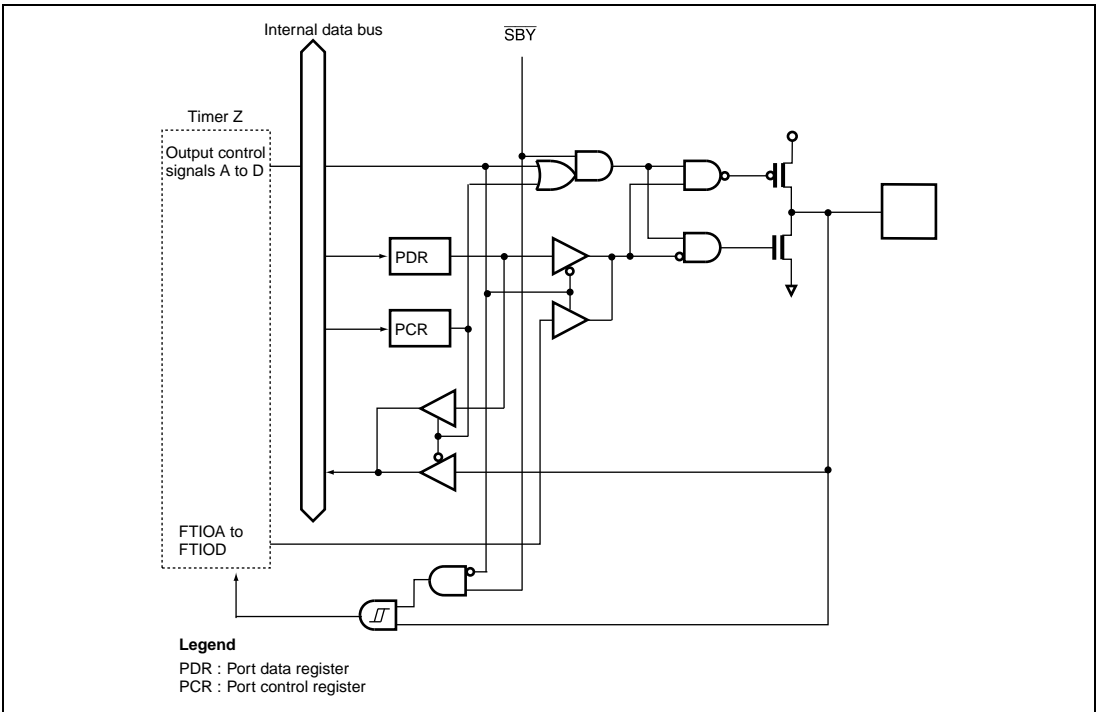 Internal data bus
SBY
Timer Z
Output control
signals A to D
PDR
PCR
FTIOA to
FTIOD
Legend
PDR : Port data register
PCR : Port control register